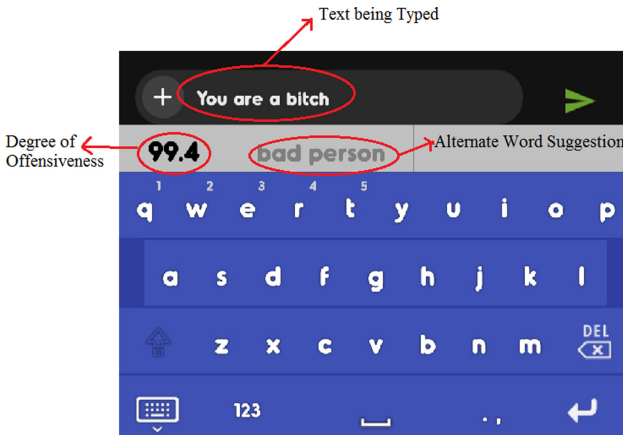 Text being Typed
+ You are a bitch
Degree of
Offensiveness
99.4 bad person
Alternate Word Suggestion
1 2 3 4 5
q w e r t y u i o p
a s d f g h j k l
z x c v b n m DEL
123 . ,